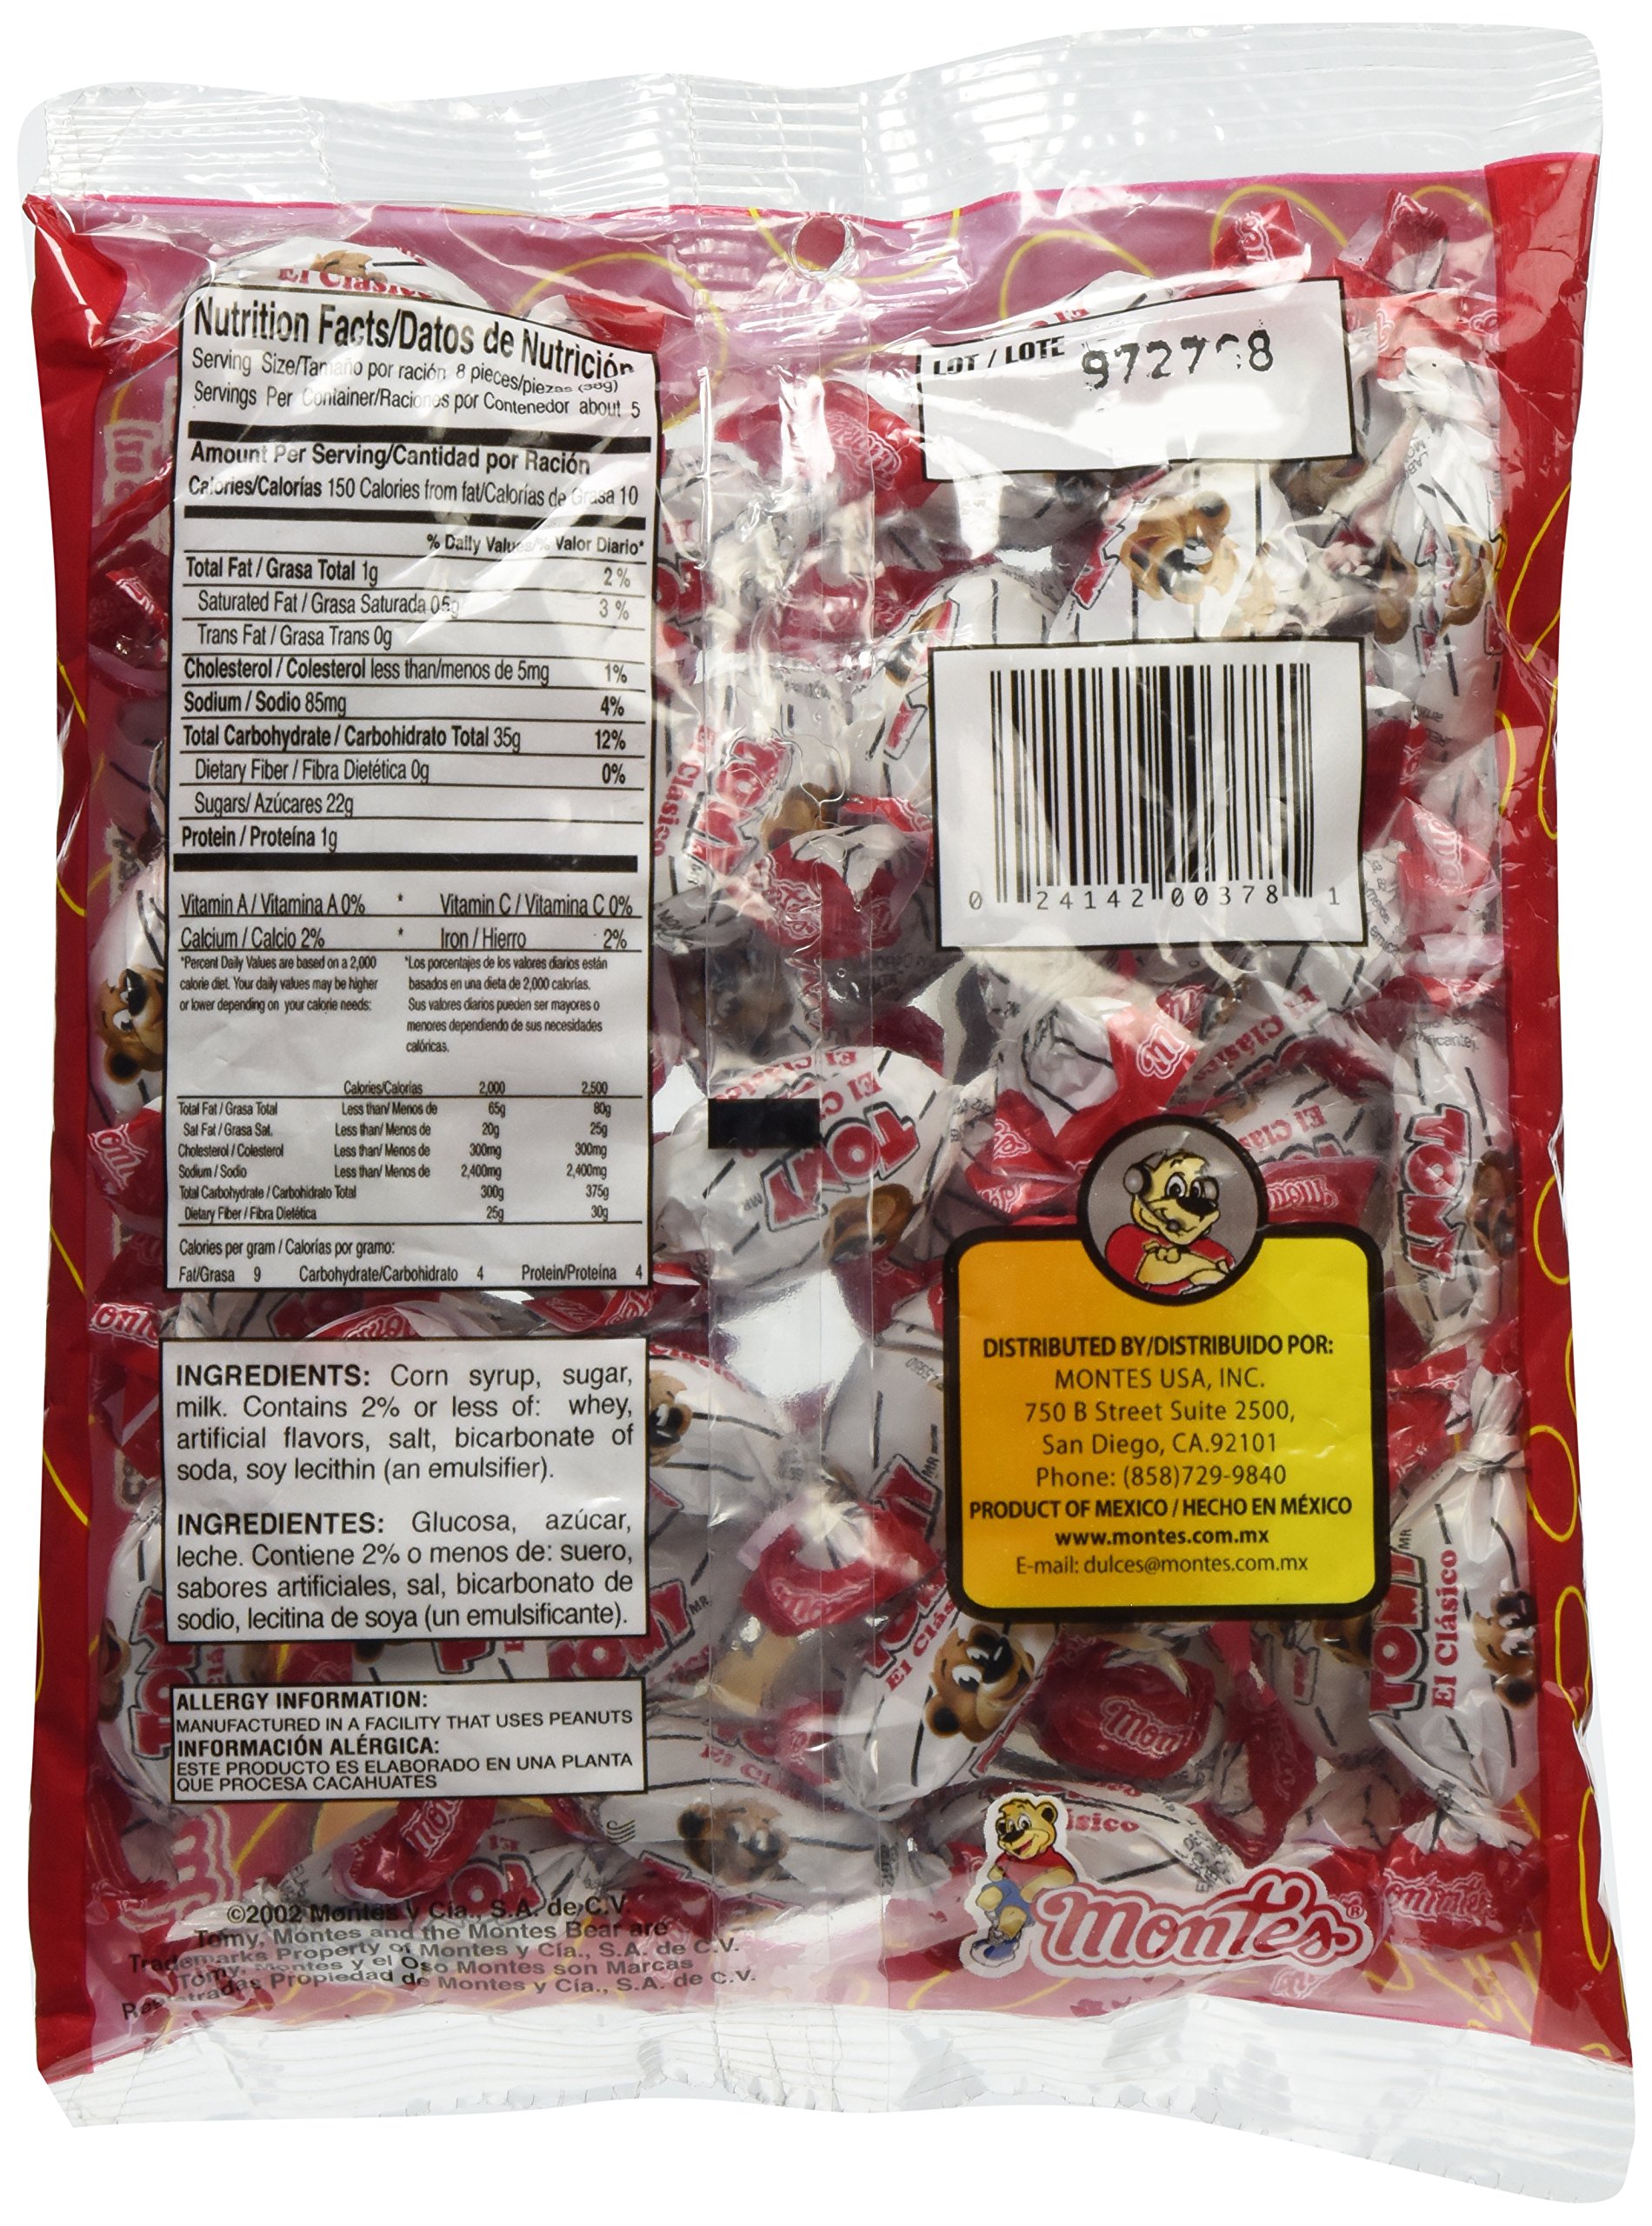 El Clásico
Nutrition Facts/Datos de Nutrición
Serving Size/Tamaño por ración 8 pieces/piezas
Servings Per Container/Raciones por Contenedor about 5
Amount Per Serving/Cantidad por Ración
Calories/Calorías 150 Calories from fat/Calorías de Grasa 10
% Daily Values/% Valor Diario*
Total Fat / Grasa Total 1g 2%
Saturated Fat / Grasa Saturada 3 %
Trans Fat / Grasa Trans 0g
Cholesterol / Colesterol less than/menos de 5mg 1%
Sodium / Sodio 85mg 4%
Total Carbohydrate / Carbohidrato Total 35g 12%
Dietary Fiber / Fibra Dietética 0g 0%
Sugars/ Azúcares 22g
Protein / Proteína 1g
Vitamin A / Vitamina A 0% * Vitamin C / Vitamina C 0%
Calcium / Calcio 2% * Iron / Hierro 2%
*Percent Daily Values are based on a 2,000
calorie diet. Your daily values may be higher
or lower depending on your calorie needs:
*Los porcentajes de los valores diarios están
basados en una dieta de 2,000 calorías.
Sus valores diarios pueden ser mayores o
menores dependiendo de sus necesidades
calóricas.
Calories/Calorías 2,000 2,500
Total Fat / Grasa Total Less than/ Menos de 65g 80g
Sat Fat / Grasa Sat. Less than/ Menos de 20g 25g
Cholesterol / Colesterol Less than/ Menos de 300mg 300mg
Sodium / Sodio Less than/ Menos de 2,400mg 2,400mg
Total Carbohydrate / Carbohidrato Total 300g 375g
Dietary Fiber / Fibra Dietética 25g 30g
Calories per gram / Calorías por gramo:
Fat/Grasa 9 Carbohydrate/Carbohidrato 4 Protein/Proteína 4
INGREDIENTS: Corn syrup, sugar,
milk. Contains 2% or less of: whey,
artificial flavors, salt, bicarbonate of
soda, soy lecithin (an emulsifier).
INGREDIENTES: Glucosa, azúcar,
leche. Contiene 2% o menos de: suero,
sabores artificiales, sal, bicarbonato de
sodio, lecitina de soya (un emulsificante).
ALLERGY INFORMATION:
MANUFACTURED IN A FACILITY THAT USES PEANUTS
INFORMACIÓN ALÉRGICA:
ESTE PRODUCTO ES ELABORADO EN UNA PLANTA
QUE PROCESA CACAHUATES
©2002 Montes y Cía., S.A. de C.V.
Tomy, Montes and the Montes Bear are
Trademarks Property of Montes y Cía., S.A. de C.V.
Tomy, Montes y el Oso Montes son Marcas
Registradas Propiedad de Montes y Cía., S.A. de C.V.
LOT / LOTE
0 24142 00378 1
DISTRIBUTED BY/DISTRIBUIDO POR:
MONTES USA, INC.
750 B Street Suite 2500,
San Diego, CA.92101
Phone: (858)729-9840
PRODUCT OF MEXICO / HECHO EN MÉXICO
www.montes.com.mx
E-mail: dulces@montes.com.mx
TOMY MR
El Clásico
Montes®